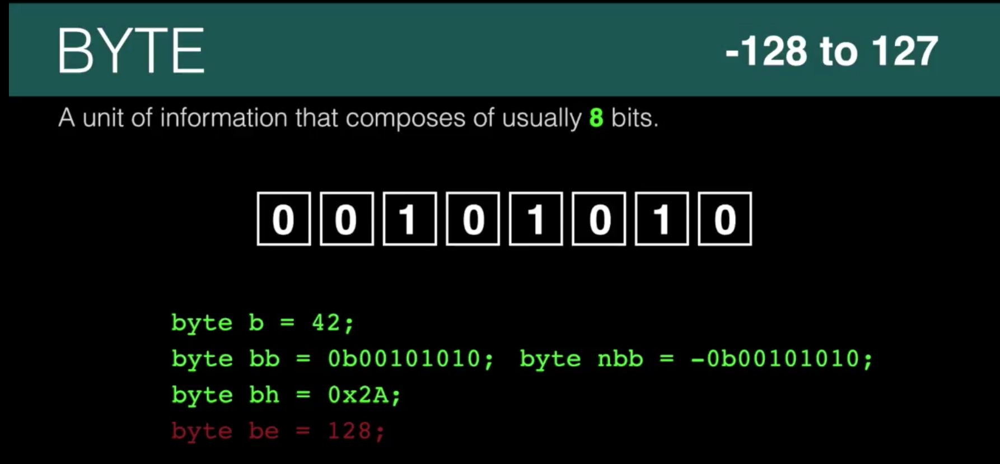 BYTE -128 to 127
A unit of information that composes of usually 8 bits.
0 0 1 0 1 0 1 0
byte b = 42;
byte bb = 0b00101010; byte nbb = -0b00101010;
byte bh = 0x2A;
byte be = 128;